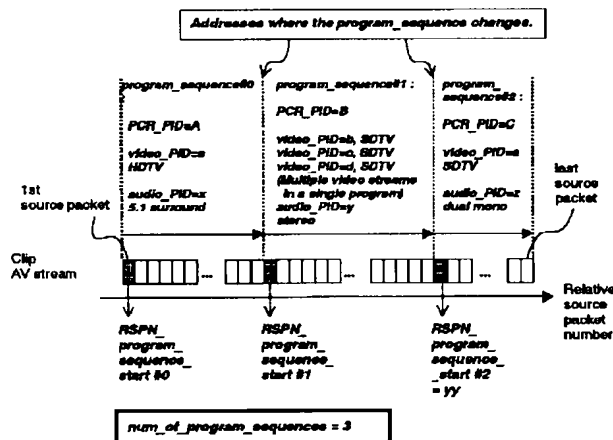 Addresses where the program_sequence changes.
program_sequence#0
PCR_PID=A
video_PID=a
HDTV
audio_PID=x
5.1 surround
program_sequence#1 :
PCR_PID=B
video_PID=b, SDTV
video_PID=c, SDTV
video_PID=d, SDTV
(Multiple video streams
in a single program)
audio_PID=y
stereo
program_
sequence#2 :
PCR_PID=C
video_PID=a
SDTV
audio_PID=z
dual mono
1st
source packet
last
source
packet
Clip
AV stream
...
...
...
Relative
source
packet
number
RSPN_
program_
sequence_
start #0
RSPN_
program_
sequence_
start #1
RSPN_
program_
sequence_
_start #2
= yy
num_of_program_sequences = 3